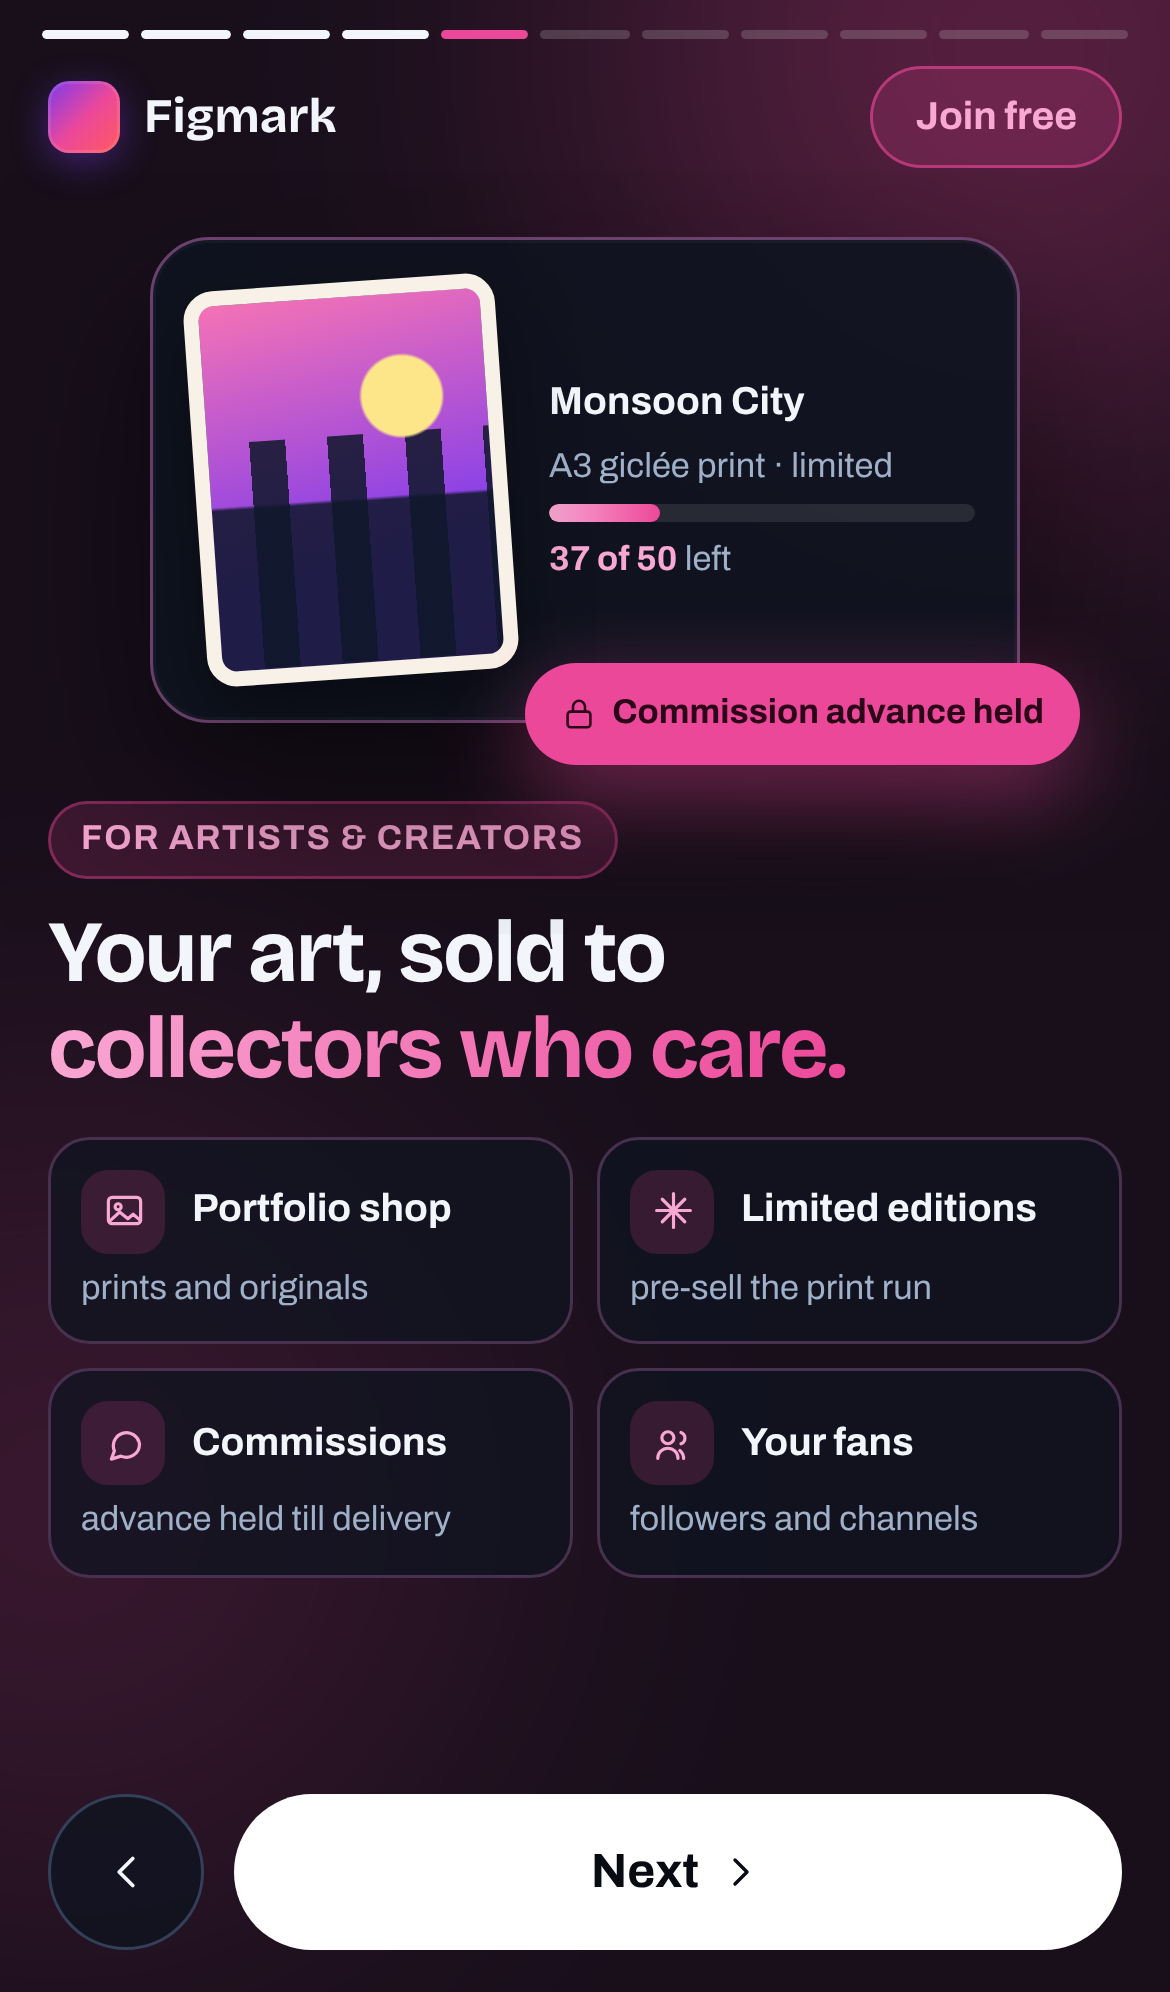 Figmark
Join free
Monsoon City
A3 giclée print · limited
37 of 50 left
Commission advance held
FOR ARTISTS & CREATORS
Your art, sold to
collectors who care.
Portfolio shop
prints and originals
Limited editions
pre-sell the print run
Commissions
advance held till delivery
Your fans
followers and channels
Next